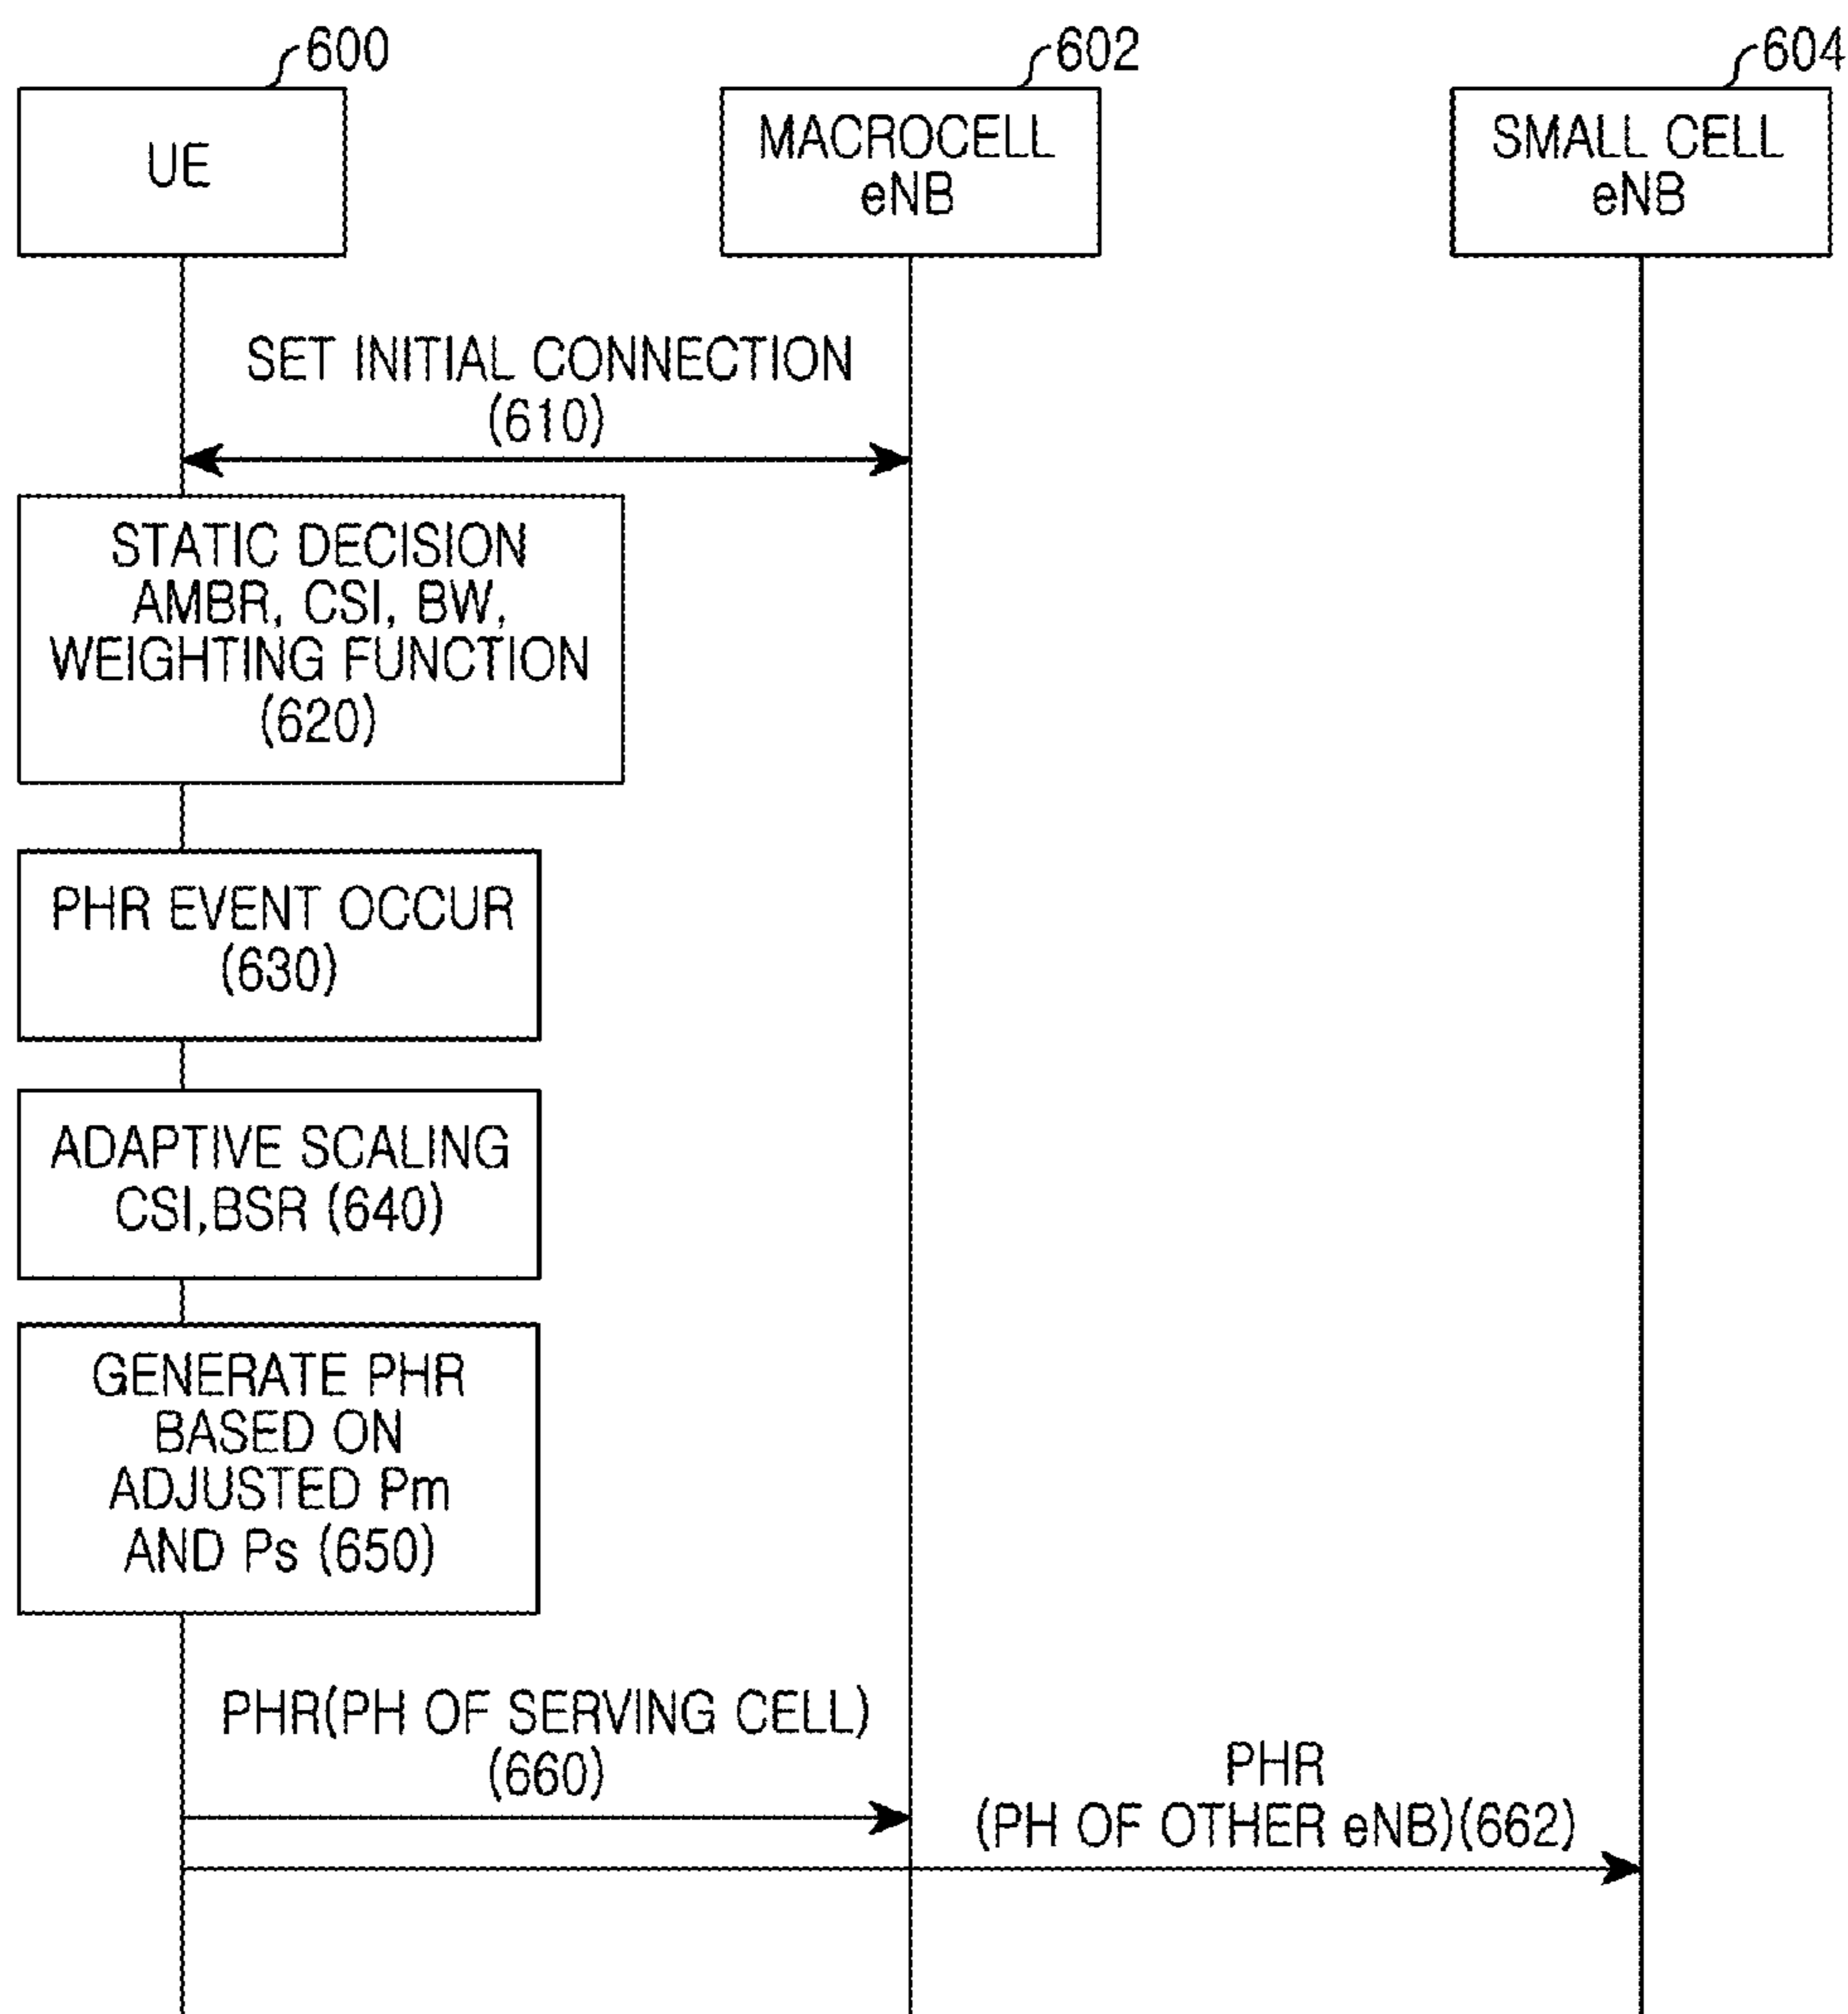 600
602
604
UE
MACROCELL
eNB
SMALL CELL
eNB
SET INITIAL CONNECTION
(610)
STATIC DECISION
AMBR, CSI, BW,
WEIGHTING FUNCTION
(620)
PHR EVENT OCCUR
(630)
ADAPTIVE SCALING
CSI,BSR (640)
GENERATE PHR
BASED ON
ADJUSTED Pm
AND Ps (650)
PHR(PH OF SERVING CELL)
(660)
PHR
(PH OF OTHER eNB)(662)